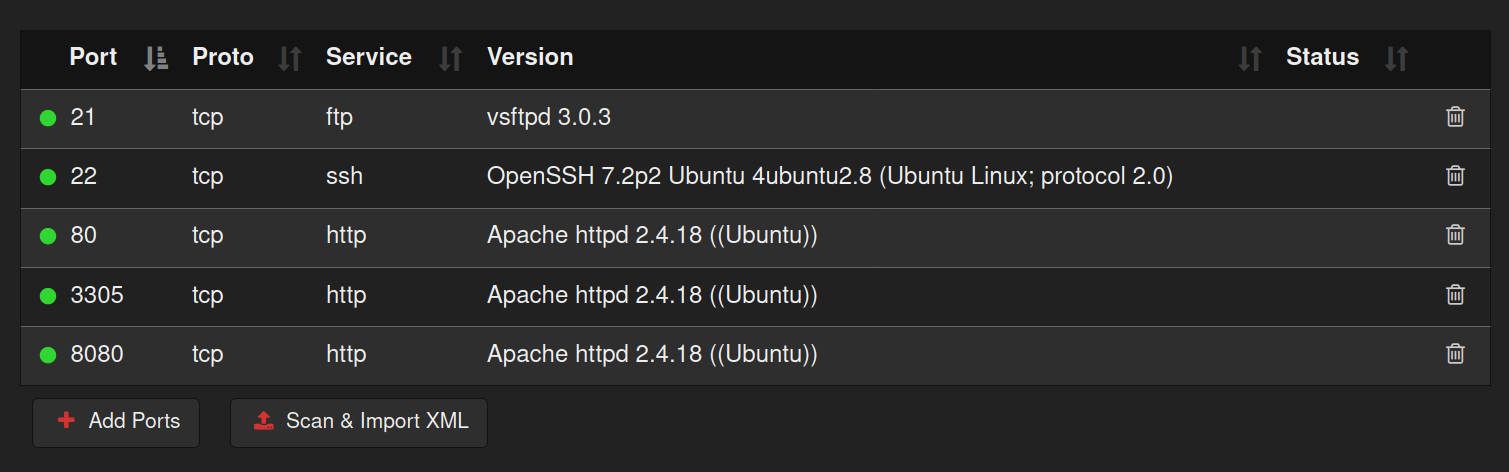 Port Proto Service Version Status
21 tcp ftp vsftpd 3.0.3
22 tcp ssh OpenSSH 7.2p2 Ubuntu 4ubuntu2.8 (Ubuntu Linux; protocol 2.0)
80 tcp http Apache httpd 2.4.18 ((Ubuntu))
3305 tcp http Apache httpd 2.4.18 ((Ubuntu))
8080 tcp http Apache httpd 2.4.18 ((Ubuntu))
Add Ports Scan & Import XML